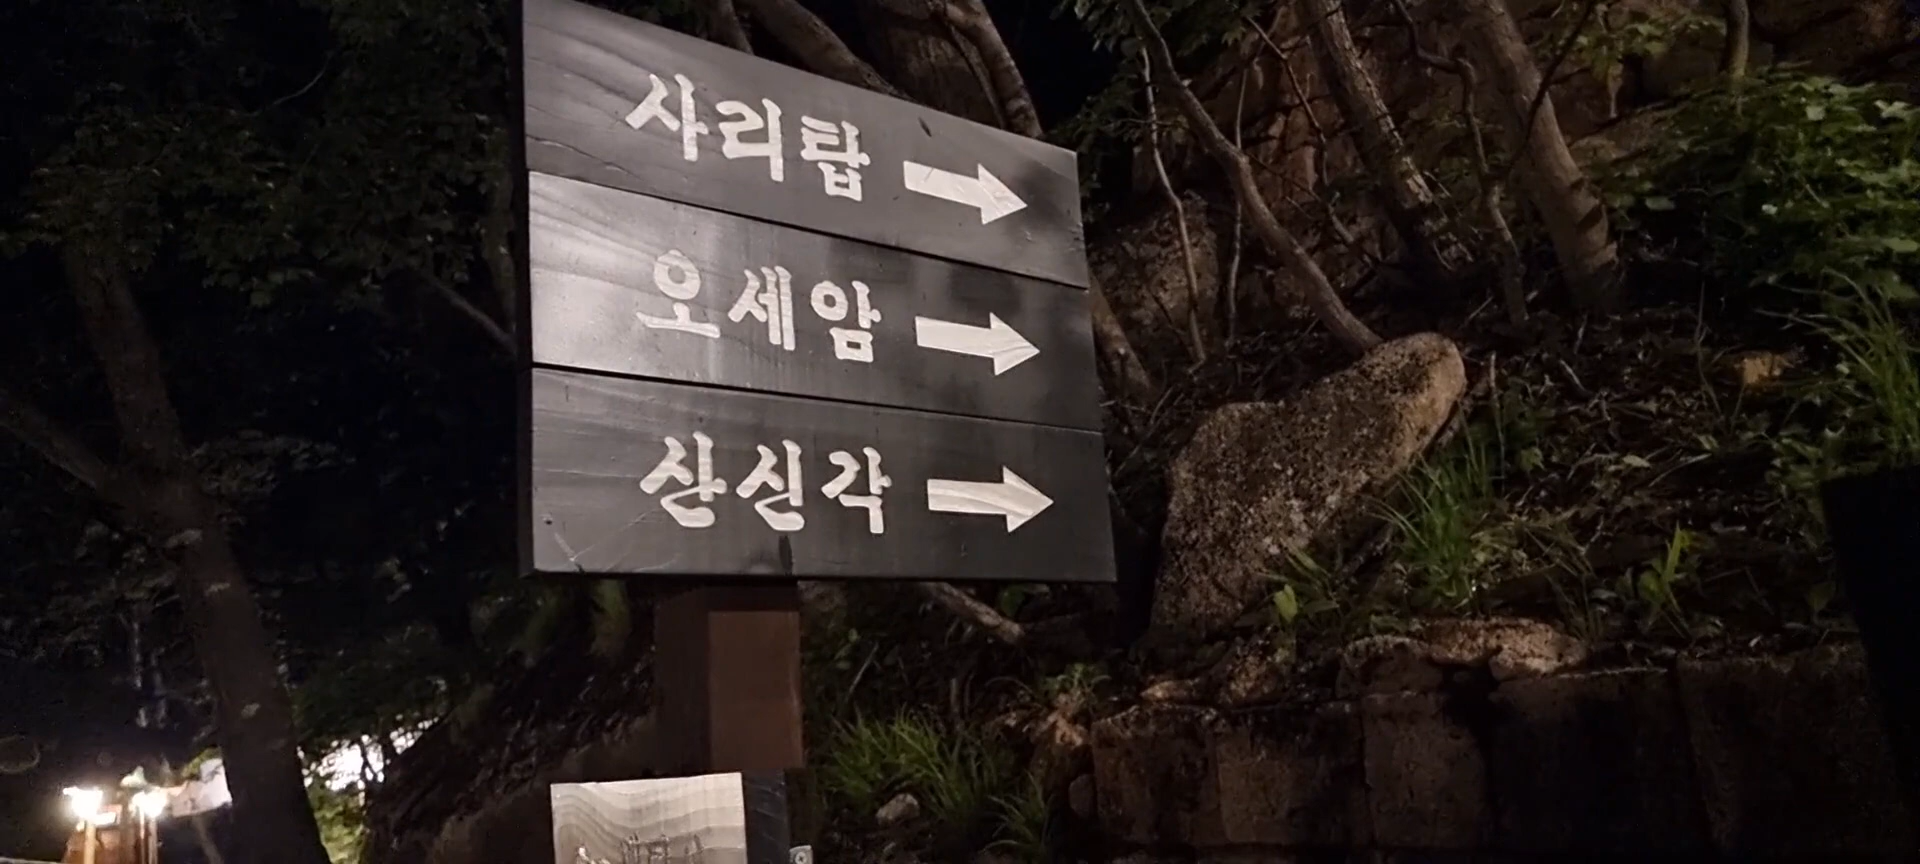 사리탑 →
오세암 →
산신각 →